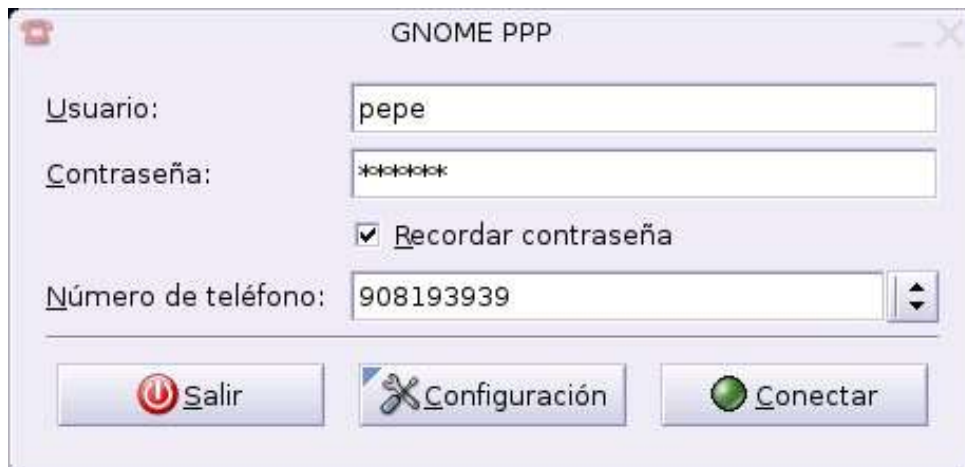 GNOME PPP
Usuario: pepe
Contraseña: ******
Recordar contraseña
Número de teléfono: 908193939
Salir Configuración Conectar